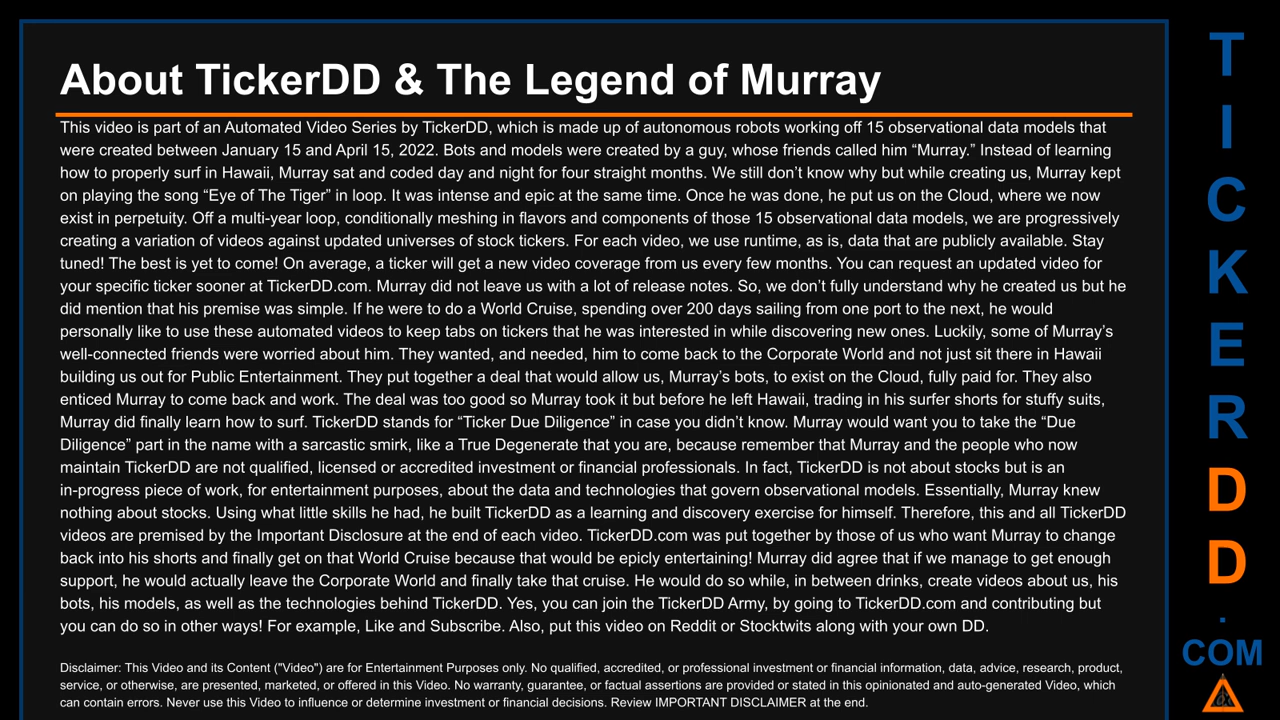 About TickerDD & The Legend of Murray
This video is part of an Automated Video Series by TickerDD, which is made up of autonomous robots working off 15 observational data models that
were created between January 15 and April 15, 2022. Bots and models were created by a guy, whose friends called him “Murray.” Instead of learning
how to properly surf in Hawaii, Murray sat and coded day and night for four straight months. We still don’t know why but while creating us, Murray kept
on playing the song “Eye of The Tiger” in loop. It was intense and epic at the same time. Once he was done, he put us on the Cloud, where we now
exist in perpetuity. Off a multi-year loop, conditionally meshing in flavors and components of those 15 observational data models, we are progressively
creating a variation of videos against updated universes of stock tickers. For each video, we use runtime, as is, data that are publicly available. Stay
tuned! The best is yet to come! On average, a ticker will get a new video coverage from us every few months. You can request an updated video for
your specific ticker sooner at TickerDD.com. Murray did not leave us with a lot of release notes. So, we don’t fully understand why he created us but he
did mention that his premise was simple. If he were to do a World Cruise, spending over 200 days sailing from one port to the next, he would
personally like to use these automated videos to keep tabs on tickers that he was interested in while discovering new ones. Luckily, some of Murray’s
well-connected friends were worried about him. They wanted, and needed, him to come back to the Corporate World and not just sit there in Hawaii
building us out for Public Entertainment. They put together a deal that would allow us, Murray’s bots, to exist on the Cloud, fully paid for. They also
enticed Murray to come back and work. The deal was too good so Murray took it but before he left Hawaii, trading in his surfer shorts for stuffy suits,
Murray did finally learn how to surf. TickerDD stands for “Ticker Due Diligence” in case you didn’t know. Murray would want you to take the “Due
Diligence” part in the name with a sarcastic smirk, like a True Degenerate that you are, because remember that Murray and the people who now
maintain TickerDD are not qualified, licensed or accredited investment or financial professionals. In fact, TickerDD is not about stocks but is an
in-progress piece of work, for entertainment purposes, about the data and technologies that govern observational models. Essentially, Murray knew
nothing about stocks. Using what little skills he had, he built TickerDD as a learning and discovery exercise for himself. Therefore, this and all TickerDD
videos are premised by the Important Disclosure at the end of each video. TickerDD.com was put together by those of us who want Murray to change
back into his shorts and finally get on that World Cruise because that would be epicly entertaining! Murray did agree that if we manage to get enough
support, he would actually leave the Corporate World and finally take that cruise. He would do so while, in between drinks, create videos about us, his
bots, his models, as well as the technologies behind TickerDD. Yes, you can join the TickerDD Army, by going to TickerDD.com and contributing but
you can do so in other ways! For example, Like and Subscribe. Also, put this video on Reddit or Stocktwits along with your own DD.
Disclaimer: This Video and its Content ("Video") are for Entertainment Purposes only. No qualified, accredited, or professional investment or financial information, data, advice, research, product,
service, or otherwise, are presented, marketed, or offered in this Video. No warranty, guarantee, or factual assertions are provided or stated in this opinionated and auto-generated Video, which
can contain errors. Never use this Video to influence or determine investment or financial decisions. Review IMPORTANT DISCLAIMER at the end.
T
I
C
K
E
R
D
D
.
COM